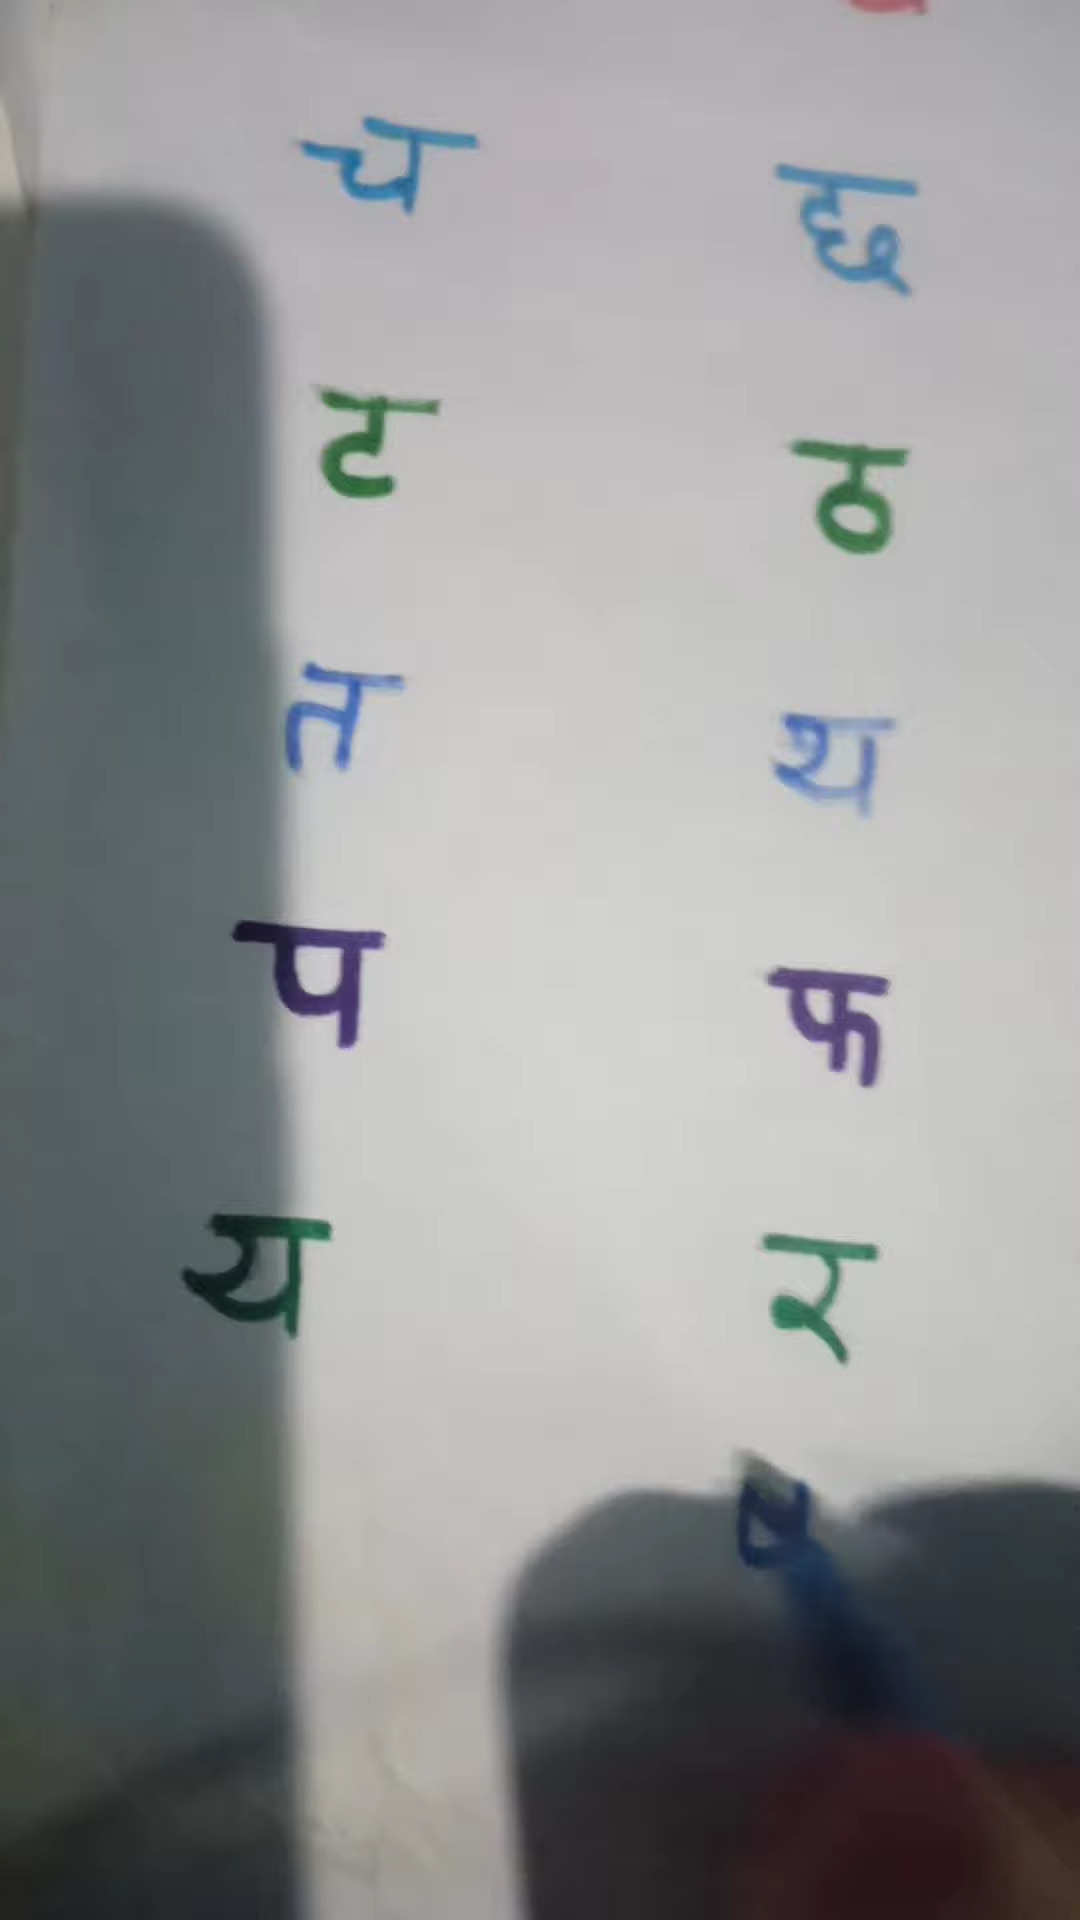 च छ
ट ठ
त थ
प फ
य र